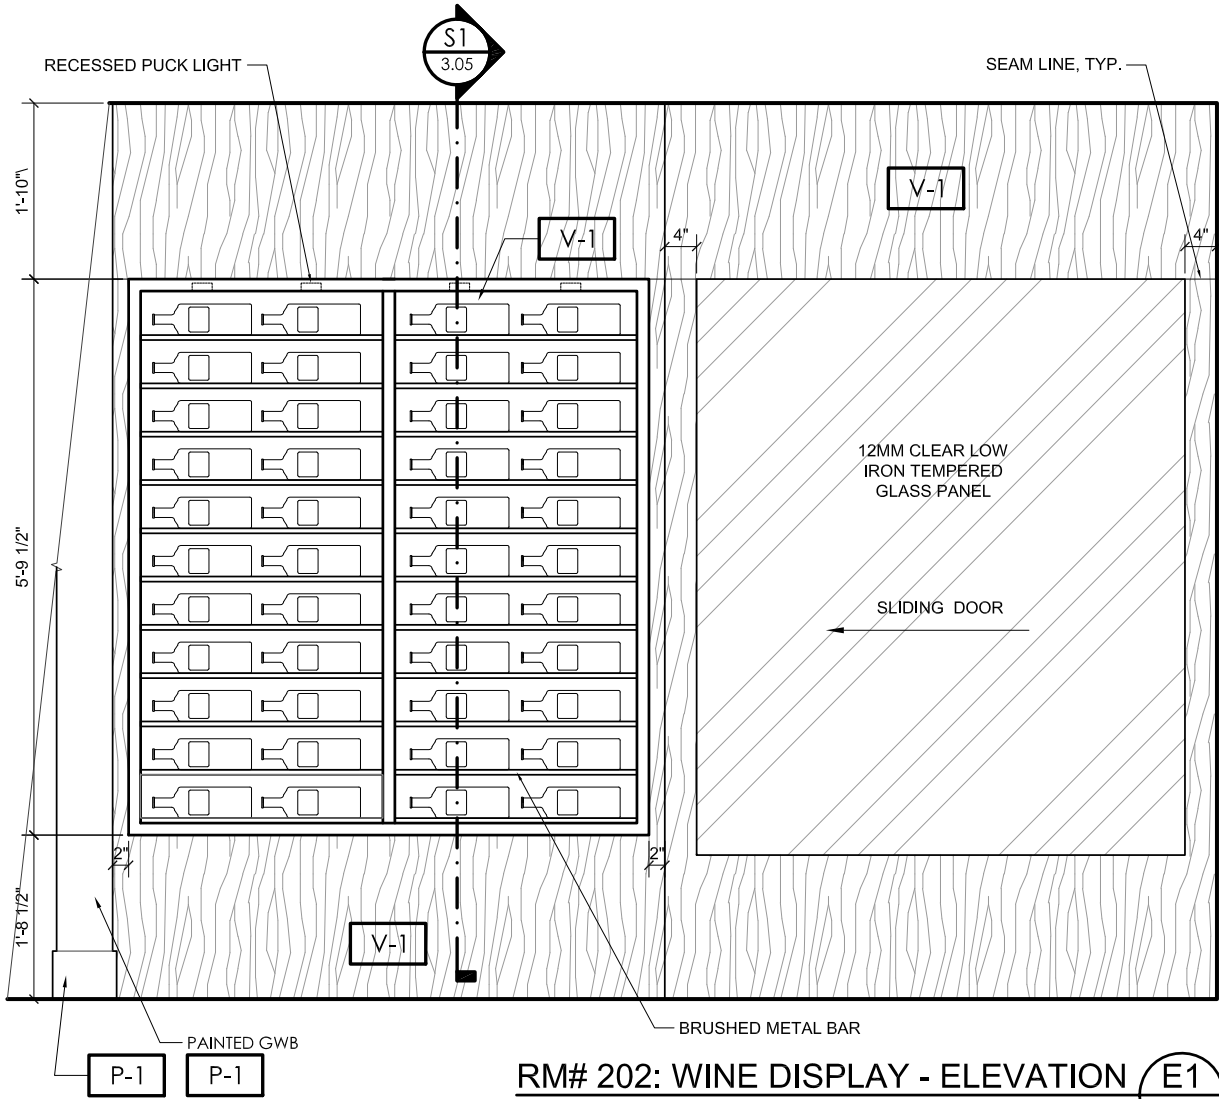 S1
3.05
RECESSED PUCK LIGHT
SEAM LINE, TYP.
1'-10"\
V-1
V-1
4"
4"
5'-9 1/2"
12MM CLEAR LOW
IRON TEMPERED
GLASS PANEL
SLIDING DOOR
2"
2"
1'-8 1/2"
V-1
BRUSHED METAL BAR
PAINTED GWB
P-1
P-1
RM# 202: WINE DISPLAY - ELEVATION
E1